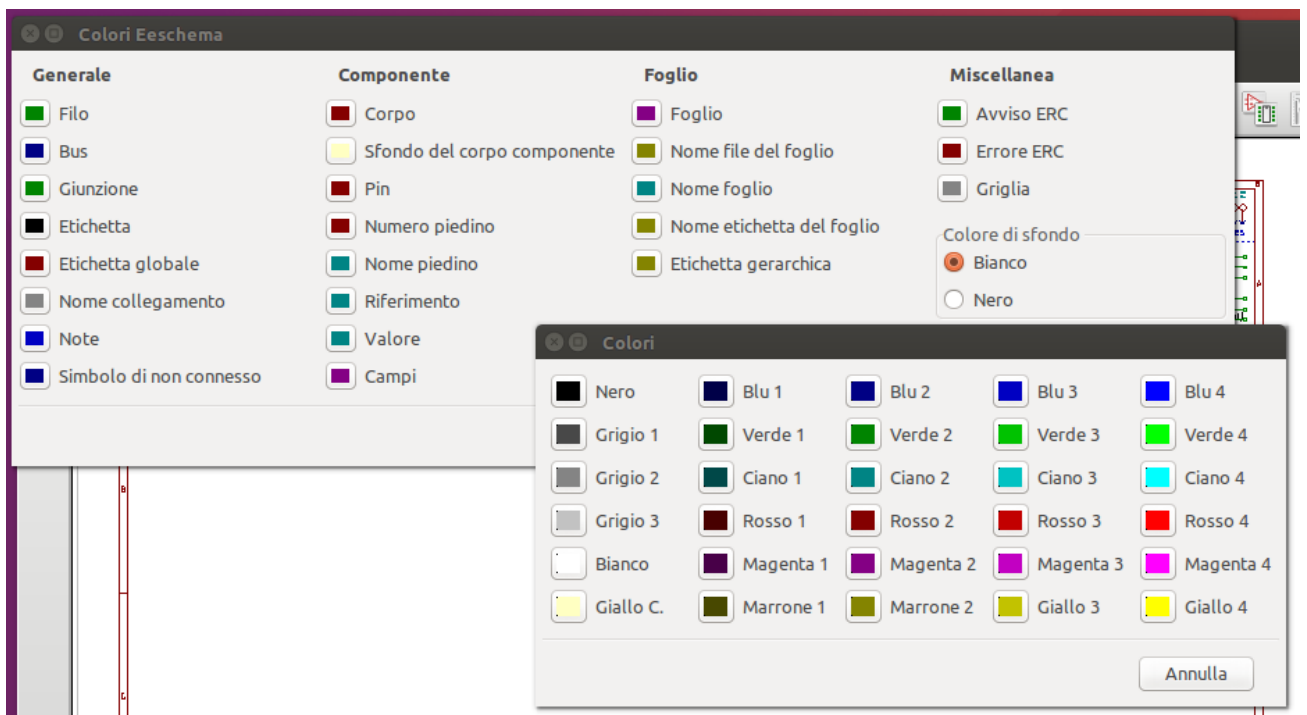 Colori Eeschema
Generale Componente Foglio Miscellanea
Filo Corpo Foglio Avviso ERC
Bus Sfondo del corpo componente Nome file del foglio Errore ERC
Giunzione Pin Nome foglio Griglia
Etichetta Numero piedino Nome etichetta del foglio
Colore di sfondo
Etichetta globale Nome piedino Etichetta gerarchica Bianco
Nome collegamento Riferimento Nero
Note Valore
Simbolo di non connesso Campi
Colori
Nero Blu 1 Blu 2 Blu 3 Blu 4
Grigio 1 Verde 1 Verde 2 Verde 3 Verde 4
Grigio 2 Ciano 1 Ciano 2 Ciano 3 Ciano 4
Grigio 3 Rosso 1 Rosso 2 Rosso 3 Rosso 4
Bianco Magenta 1 Magenta 2 Magenta 3 Magenta 4
Giallo C. Marrone 1 Marrone 2 Giallo 3 Giallo 4
Annulla
B
C